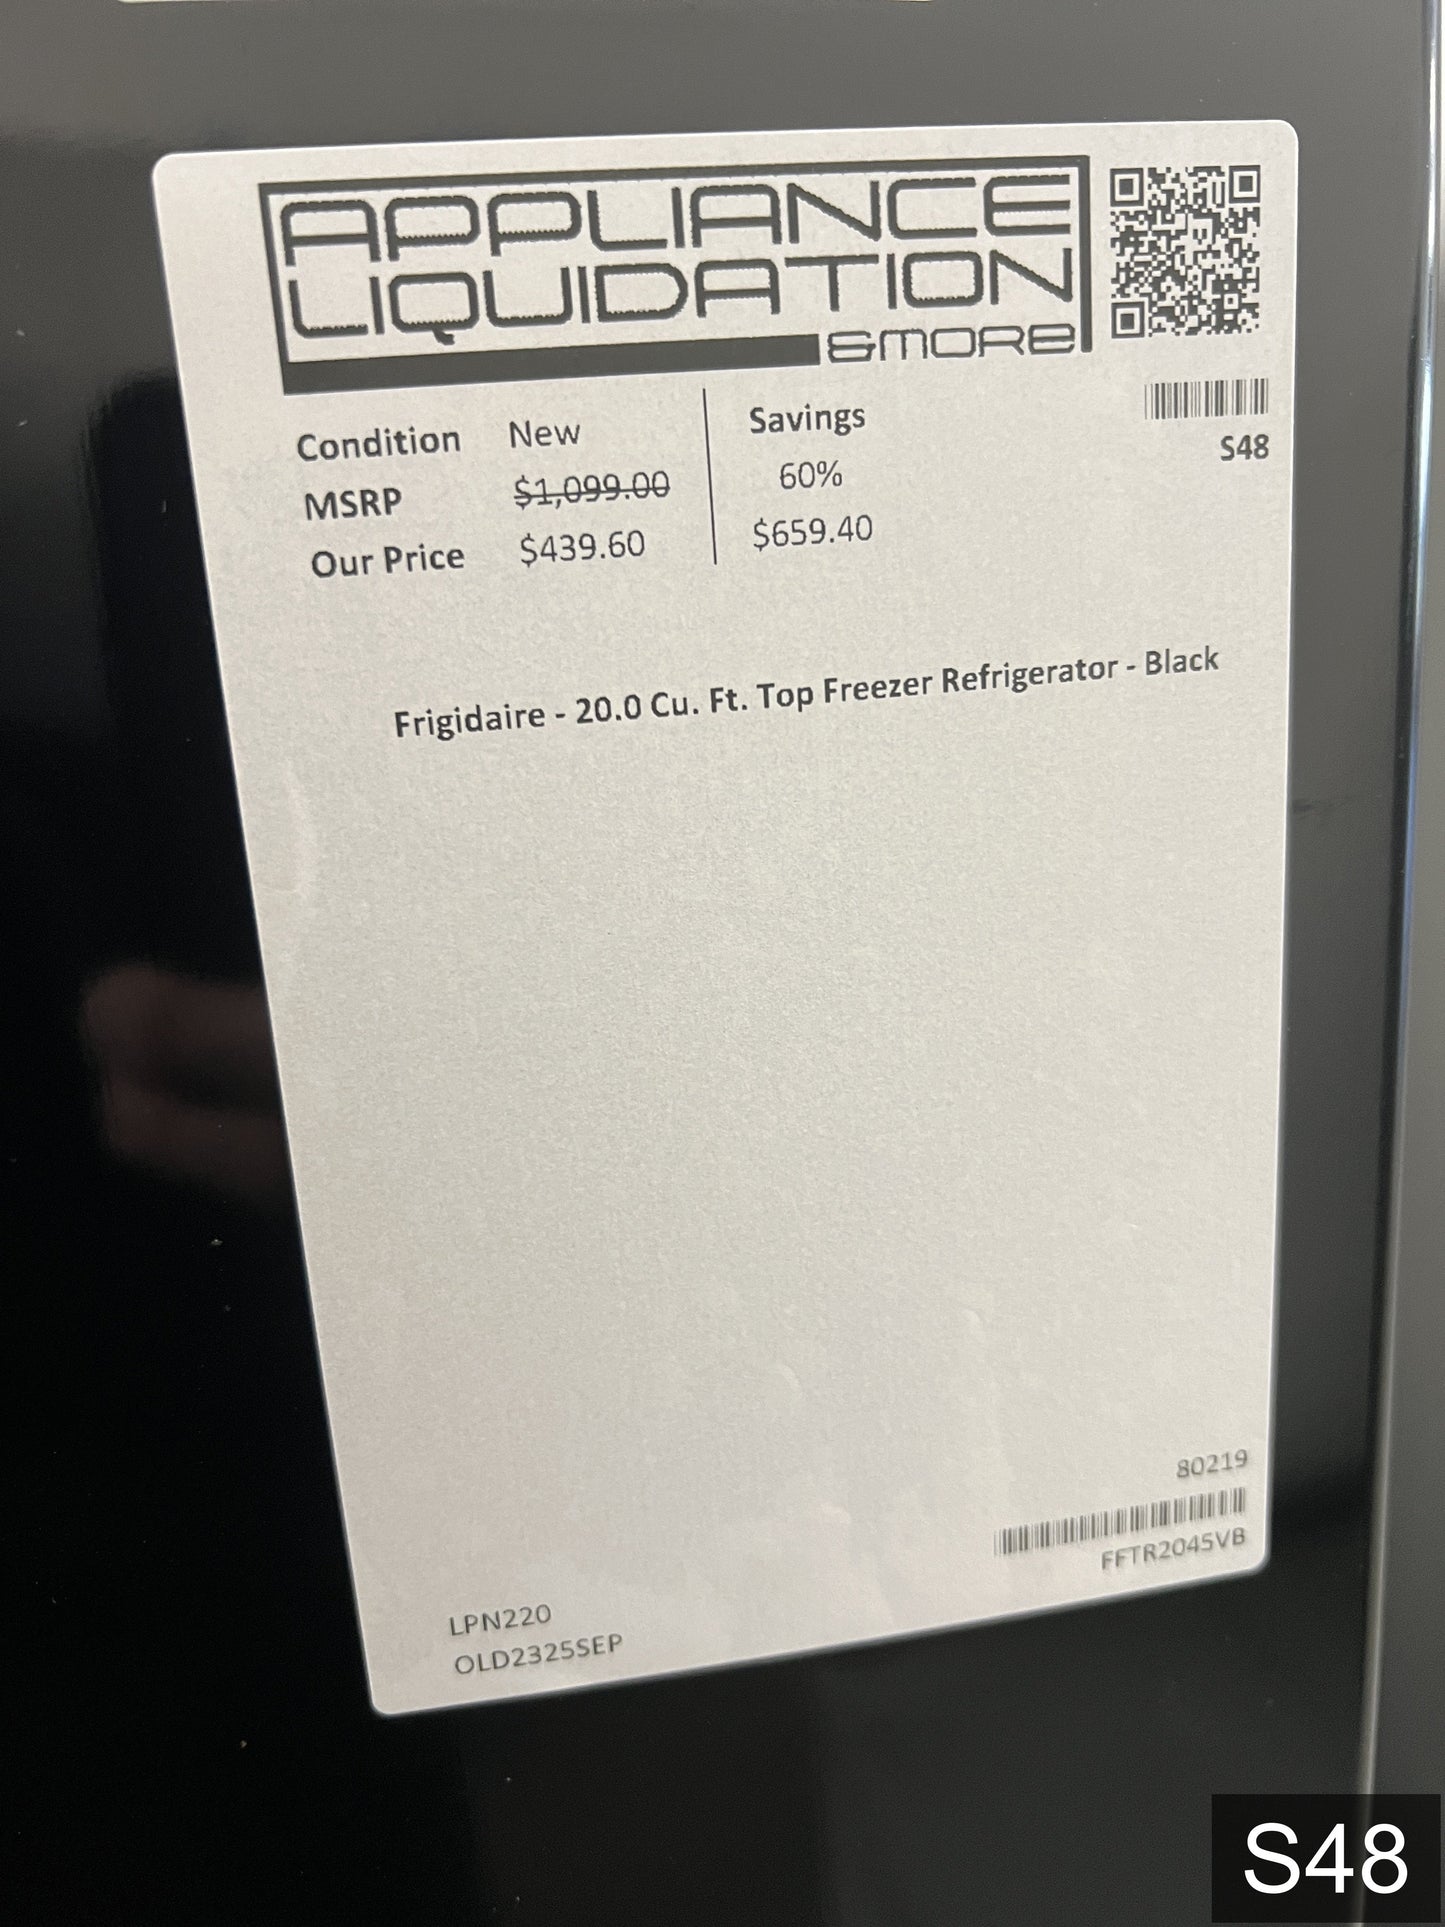 APPLIANCE
LIQUIDATION
&MORE
S48
Condition New
MSRP $1,099.00
Our Price $439.60
Savings
60%
$659.40
Frigidaire - 20.0 Cu. Ft. Top Freezer Refrigerator - Black
80219
FFTR2045VB
LPN220
OLD2325SEP
S48